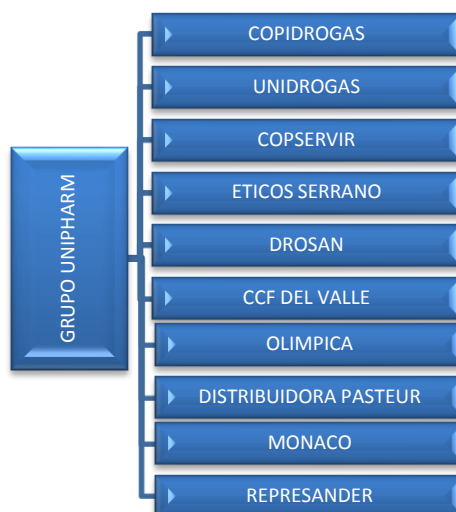 GRUPO UNIPHARM
COPIDROGAS
UNIDROGAS
COPSERVIR
ETICOS SERRANO
DROSAN
CCF DEL VALLE
OLIMPICA
DISTRIBUIDORA PASTEUR
MONACO
REPRESANDER